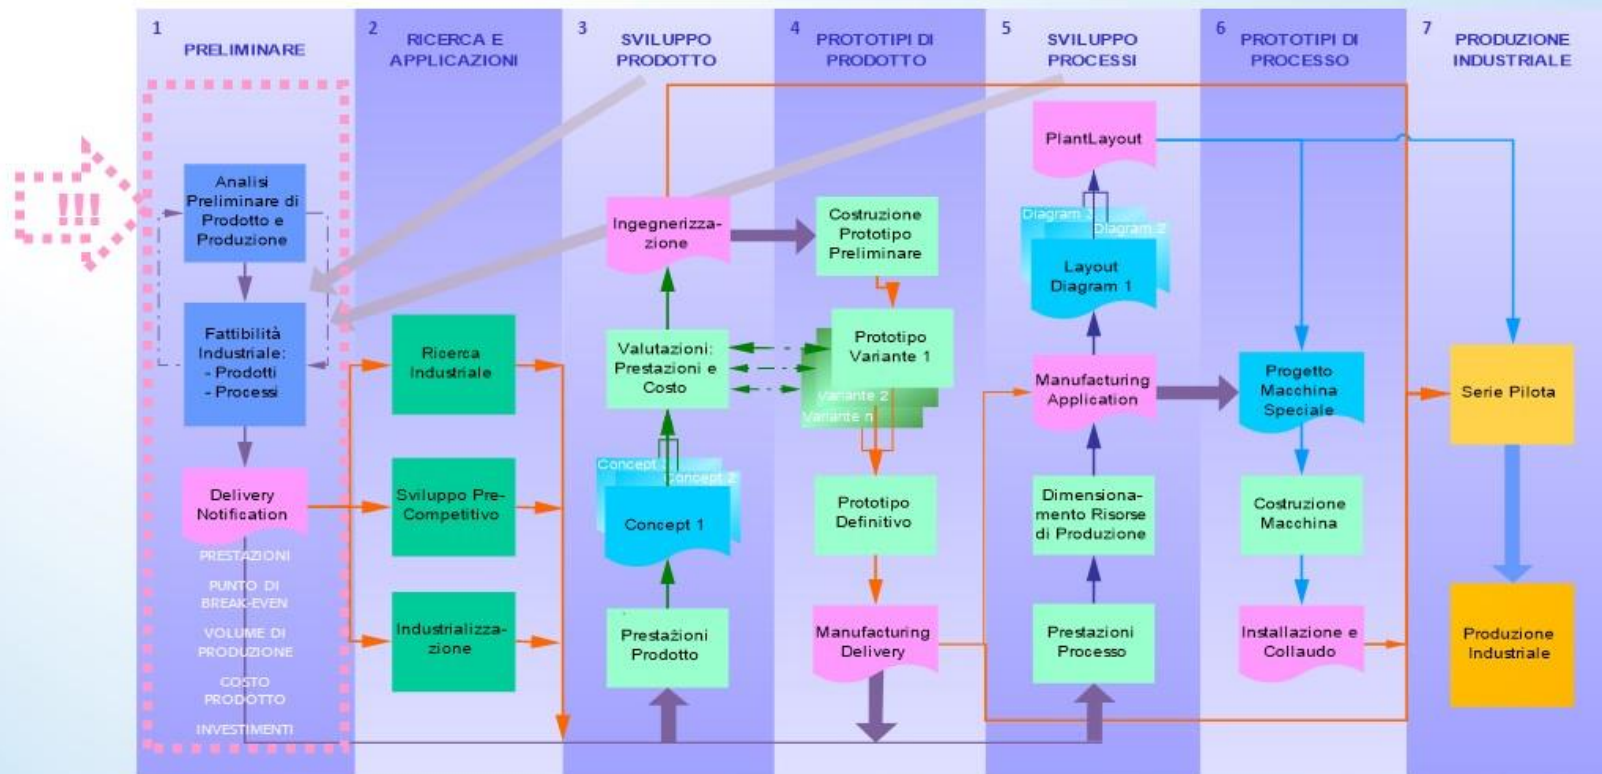 1
PRELIMINARE
2
RICERCA E
APPLICAZIONI
3
SVILUPPO
PRODOTTO
4
PROTOTIPI DI
PRODOTTO
5
SVILUPPO
PROCESSI
6
PROTOTIPI DI
PROCESSO
7
PRODUZIONE
INDUSTRIALE
!!!
Analisi
Preliminare di
Prodotto e
Produzione
Fattibilità
Industriale:
- Prodotti
- Processi
Delivery
Notification
PRESTAZIONI
PUNTO DI
BREAK-EVEN
VOLUME DI
PRODUZIONE
COSTO
PRODOTTO
INVESTIMENTI
Ricerca
Industriale
Sviluppo Pre-
Competitivo
Industrializza-
zione
Ingegnerizza-
zione
Valutazioni:
Prestazioni e
Costo
Concept
Concept 2
Concept 1
Prestazioni
Prodotto
Costruzione
Prototipo
Preliminare
Prototipo
Variante 1
Variante 2
Variante n
Prototipo
Definitivo
Manufacturing
Delivery
PlantLayout
Diagram 3
Diagram 2
Layout
Diagram 1
Manufacturing
Application
Dimensiona-
mento Risorse
di Produzione
Prestazioni
Processo
Progetto
Macchina
Speciale
Costruzione
Macchina
Installazione e
Collaudo
Serie Pilota
Produzione
Industriale